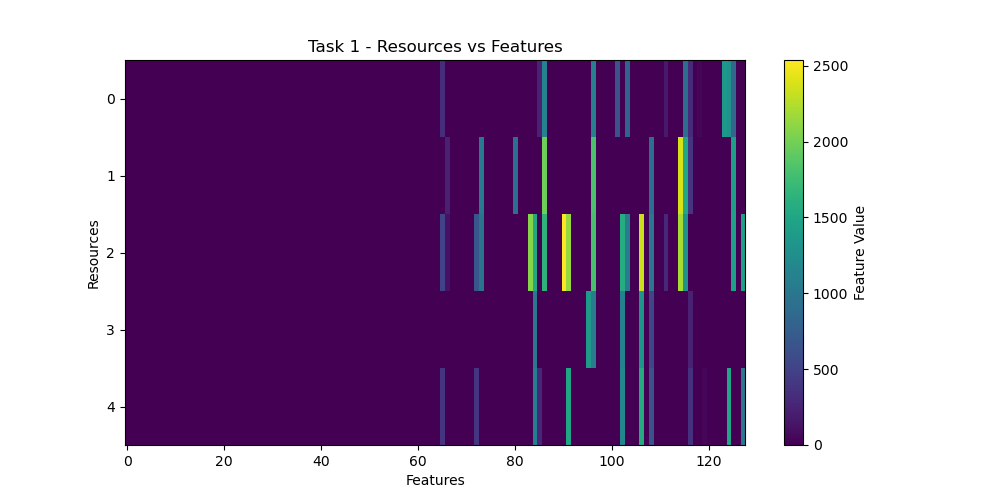 Task 1 - Resources vs Features
0
1
2
3
4
Resources
0 20 40 60 80 100 120
Features
2500
2000
1500
1000
500
0
Feature Value